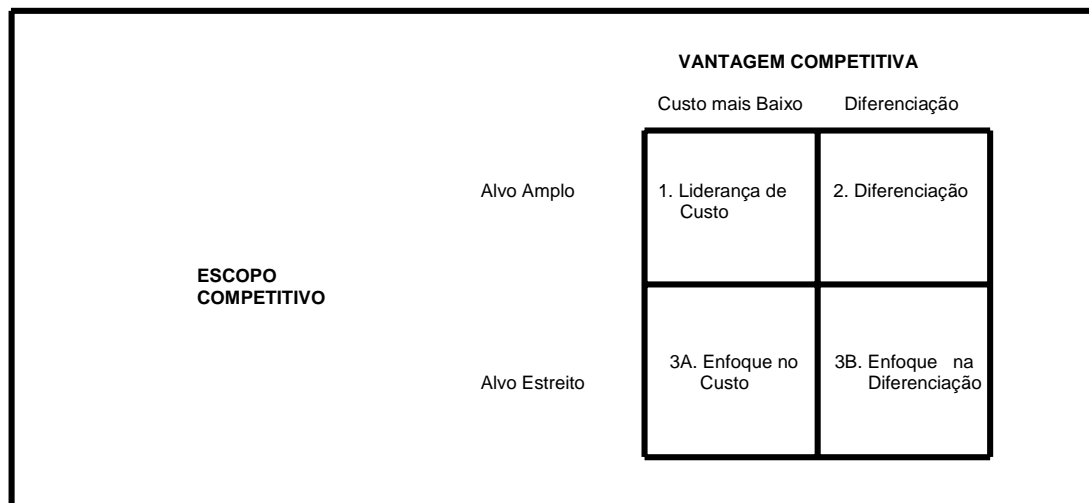 VANTAGEM COMPETITIVA
Custo mais Baixo
Diferenciação
Alvo Amplo
1. Liderança de
Custo
2. Diferenciação
ESCOPO
COMPETITIVO
Alvo Estreito
3A. Enfoque no
Custo
3B. Enfoque na
Diferenciação